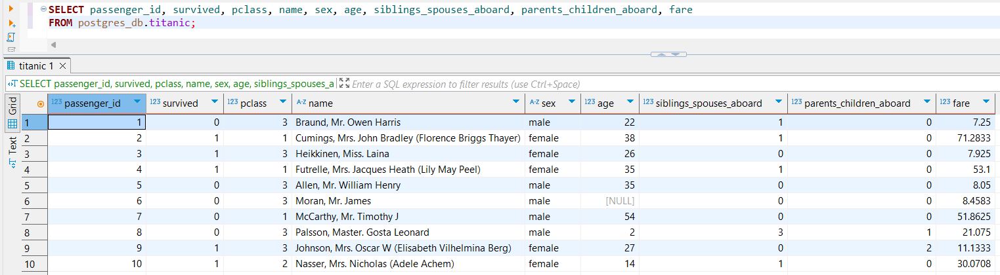 SELECT passenger_id, survived, pclass, name, sex, age, siblings_spouses_aboard, parents_children_aboard, fare
FROM postgres_db.titanic;
titanic 1
SELECT passenger_id, survived, pclass, name, sex, age, siblings_spouses_a Enter a SQL expression to filter results (use Ctrl+Space)
Grid
Text
123 passenger_id 123 survived 123 pclass A-Z name A-Z sex 123 age 123 siblings_spouses_aboard 123 parents_children_aboard 123 fare
1 1 0 3 Braund, Mr. Owen Harris male 22 1 0 7.25
2 2 1 1 Cumings, Mrs. John Bradley (Florence Briggs Thayer) female 38 1 0 71.2833
3 3 1 3 Heikkinen, Miss. Laina female 26 0 0 7.925
4 4 1 1 Futrelle, Mrs. Jacques Heath (Lily May Peel) female 35 1 0 53.1
5 5 0 3 Allen, Mr. William Henry male 35 0 0 8.05
6 6 0 3 Moran, Mr. James male [NULL] 0 0 8.4583
7 7 0 1 McCarthy, Mr. Timothy J male 54 0 0 51.8625
8 8 0 3 Palsson, Master. Gosta Leonard male 2 3 1 21.075
9 9 1 3 Johnson, Mrs. Oscar W (Elisabeth Vilhelmina Berg) female 27 0 2 11.1333
10 10 1 2 Nasser, Mrs. Nicholas (Adele Achem) female 14 1 0 30.0708